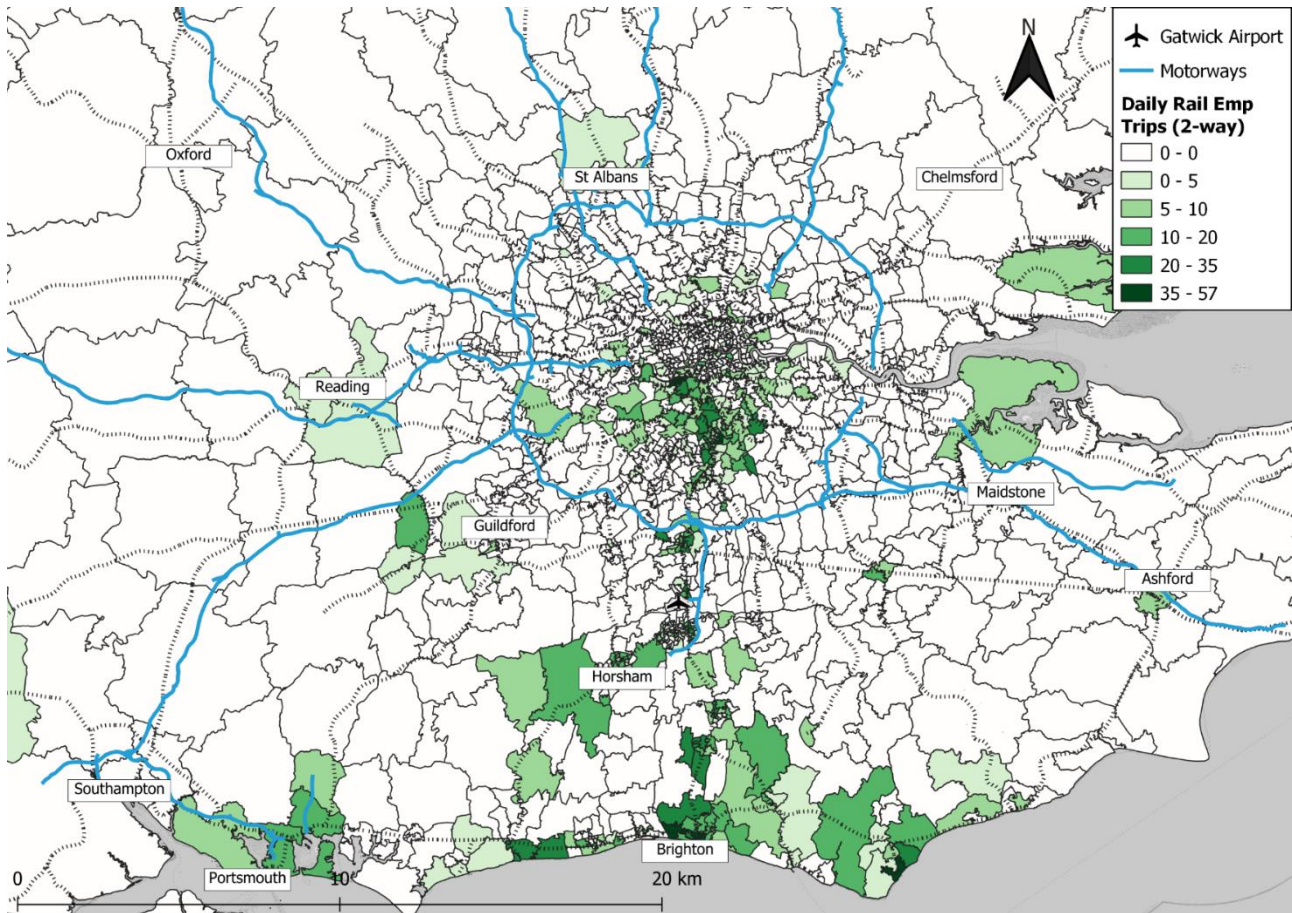 N
Gatwick Airport
Motorways
Daily Rail Emp
Trips (2-way)
0 - 0
0 - 5
5 - 10
10 - 20
20 - 35
35 - 57
Oxford
St Albans
Chelmsford
Reading
Guildford
Maidstone
Ashford
Horsham
Southampton
Brighton
Portsmouth
0
10
20 km